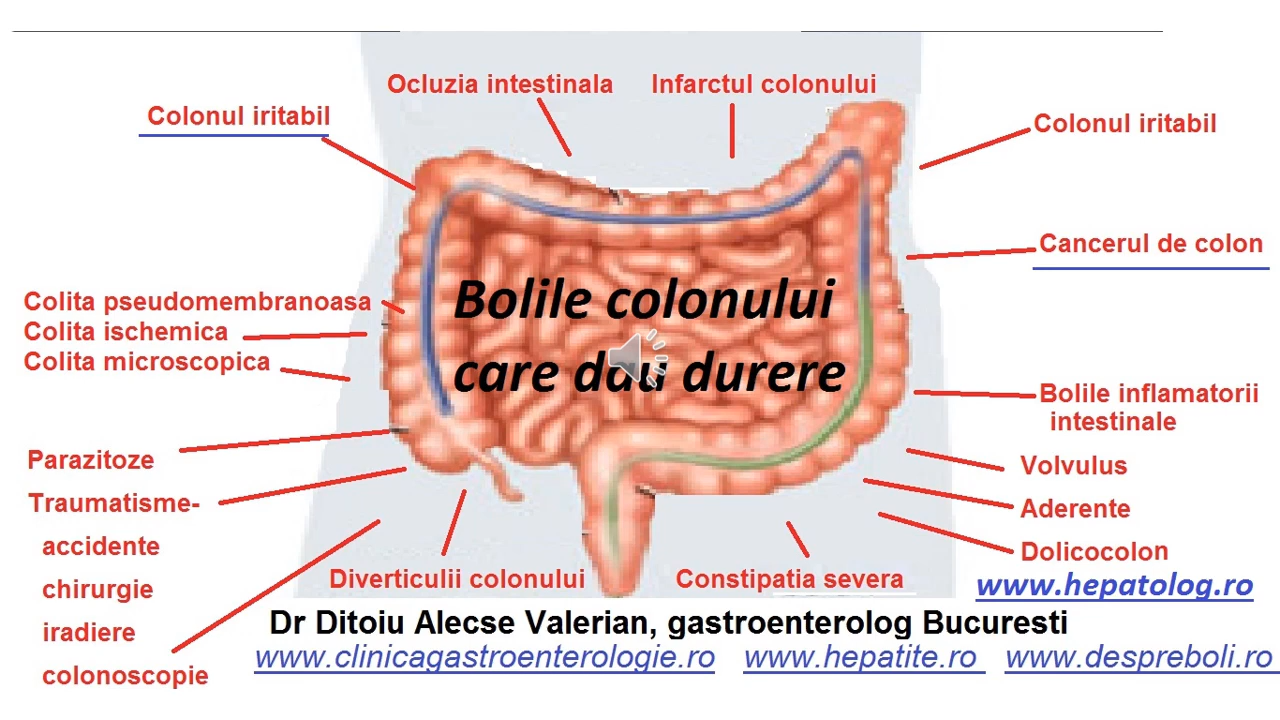 Ocluzia intestinala
Infarctul colonului
Colonul iritabil
Colonul iritabil
Cancerul de colon
Colita pseudomembranoasa
Colita ischemica
Colita microscopica
Bolile colonului
care dau durere
Bolile inflamatorii
intestinale
Parazitoze
Volvulus
Traumatisme-
Aderente
accidente
Dolicocolon
chirurgie
Diverticulii colonului
Constipatia severa
www.hepatolog.ro
iradiere
Dr Ditoiu Alecse Valerian, gastroenterolog Bucuresti
colonoscopie
www.clinicagastroenterologie.ro
www.hepatite.ro
www.despreboli.ro